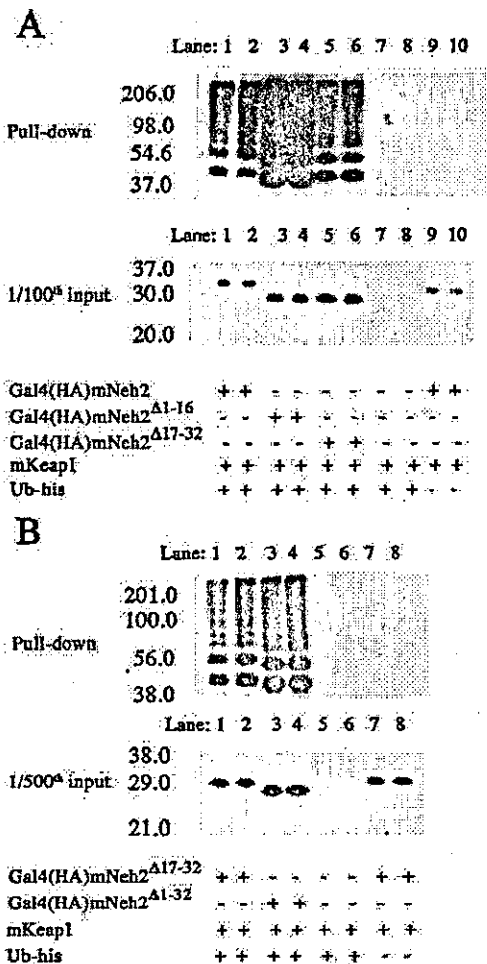 A
Lane: 1 2 3 4 5 6 7 8 9 10
206.0
98.0
Pull-down
54.6
37.0
Lane: 1 2 3 4 5 6 7 8 9 10
37.0
1/100th input
30.0
20.0
Gal4(HA)mNeh2 + + - - - - - - + +
Gal4(HA)mNeh2Δ1-16 - - + + - - - - - -
Gal4(HA)mNeh2Δ17-32 - - - - + + - - - -
mKeap1 + + + + + + + + + +
Ub-his + + + + + + + + - -
B
Lane: 1 2 3 4 5 6 7 8
201.0
100.0
Pull-down
56.0
38.0
Lane: 1 2 3 4 5 6 7 8
38.0
1/500th input
29.0
21.0
Gal4(HA)mNeh2Δ17-32 + + - - - - + +
Gal4(HA)mNeh2Δ1-32 - - + + - - - -
mKeap1 + + + + + + + +
Ub-his + + + + + + - -